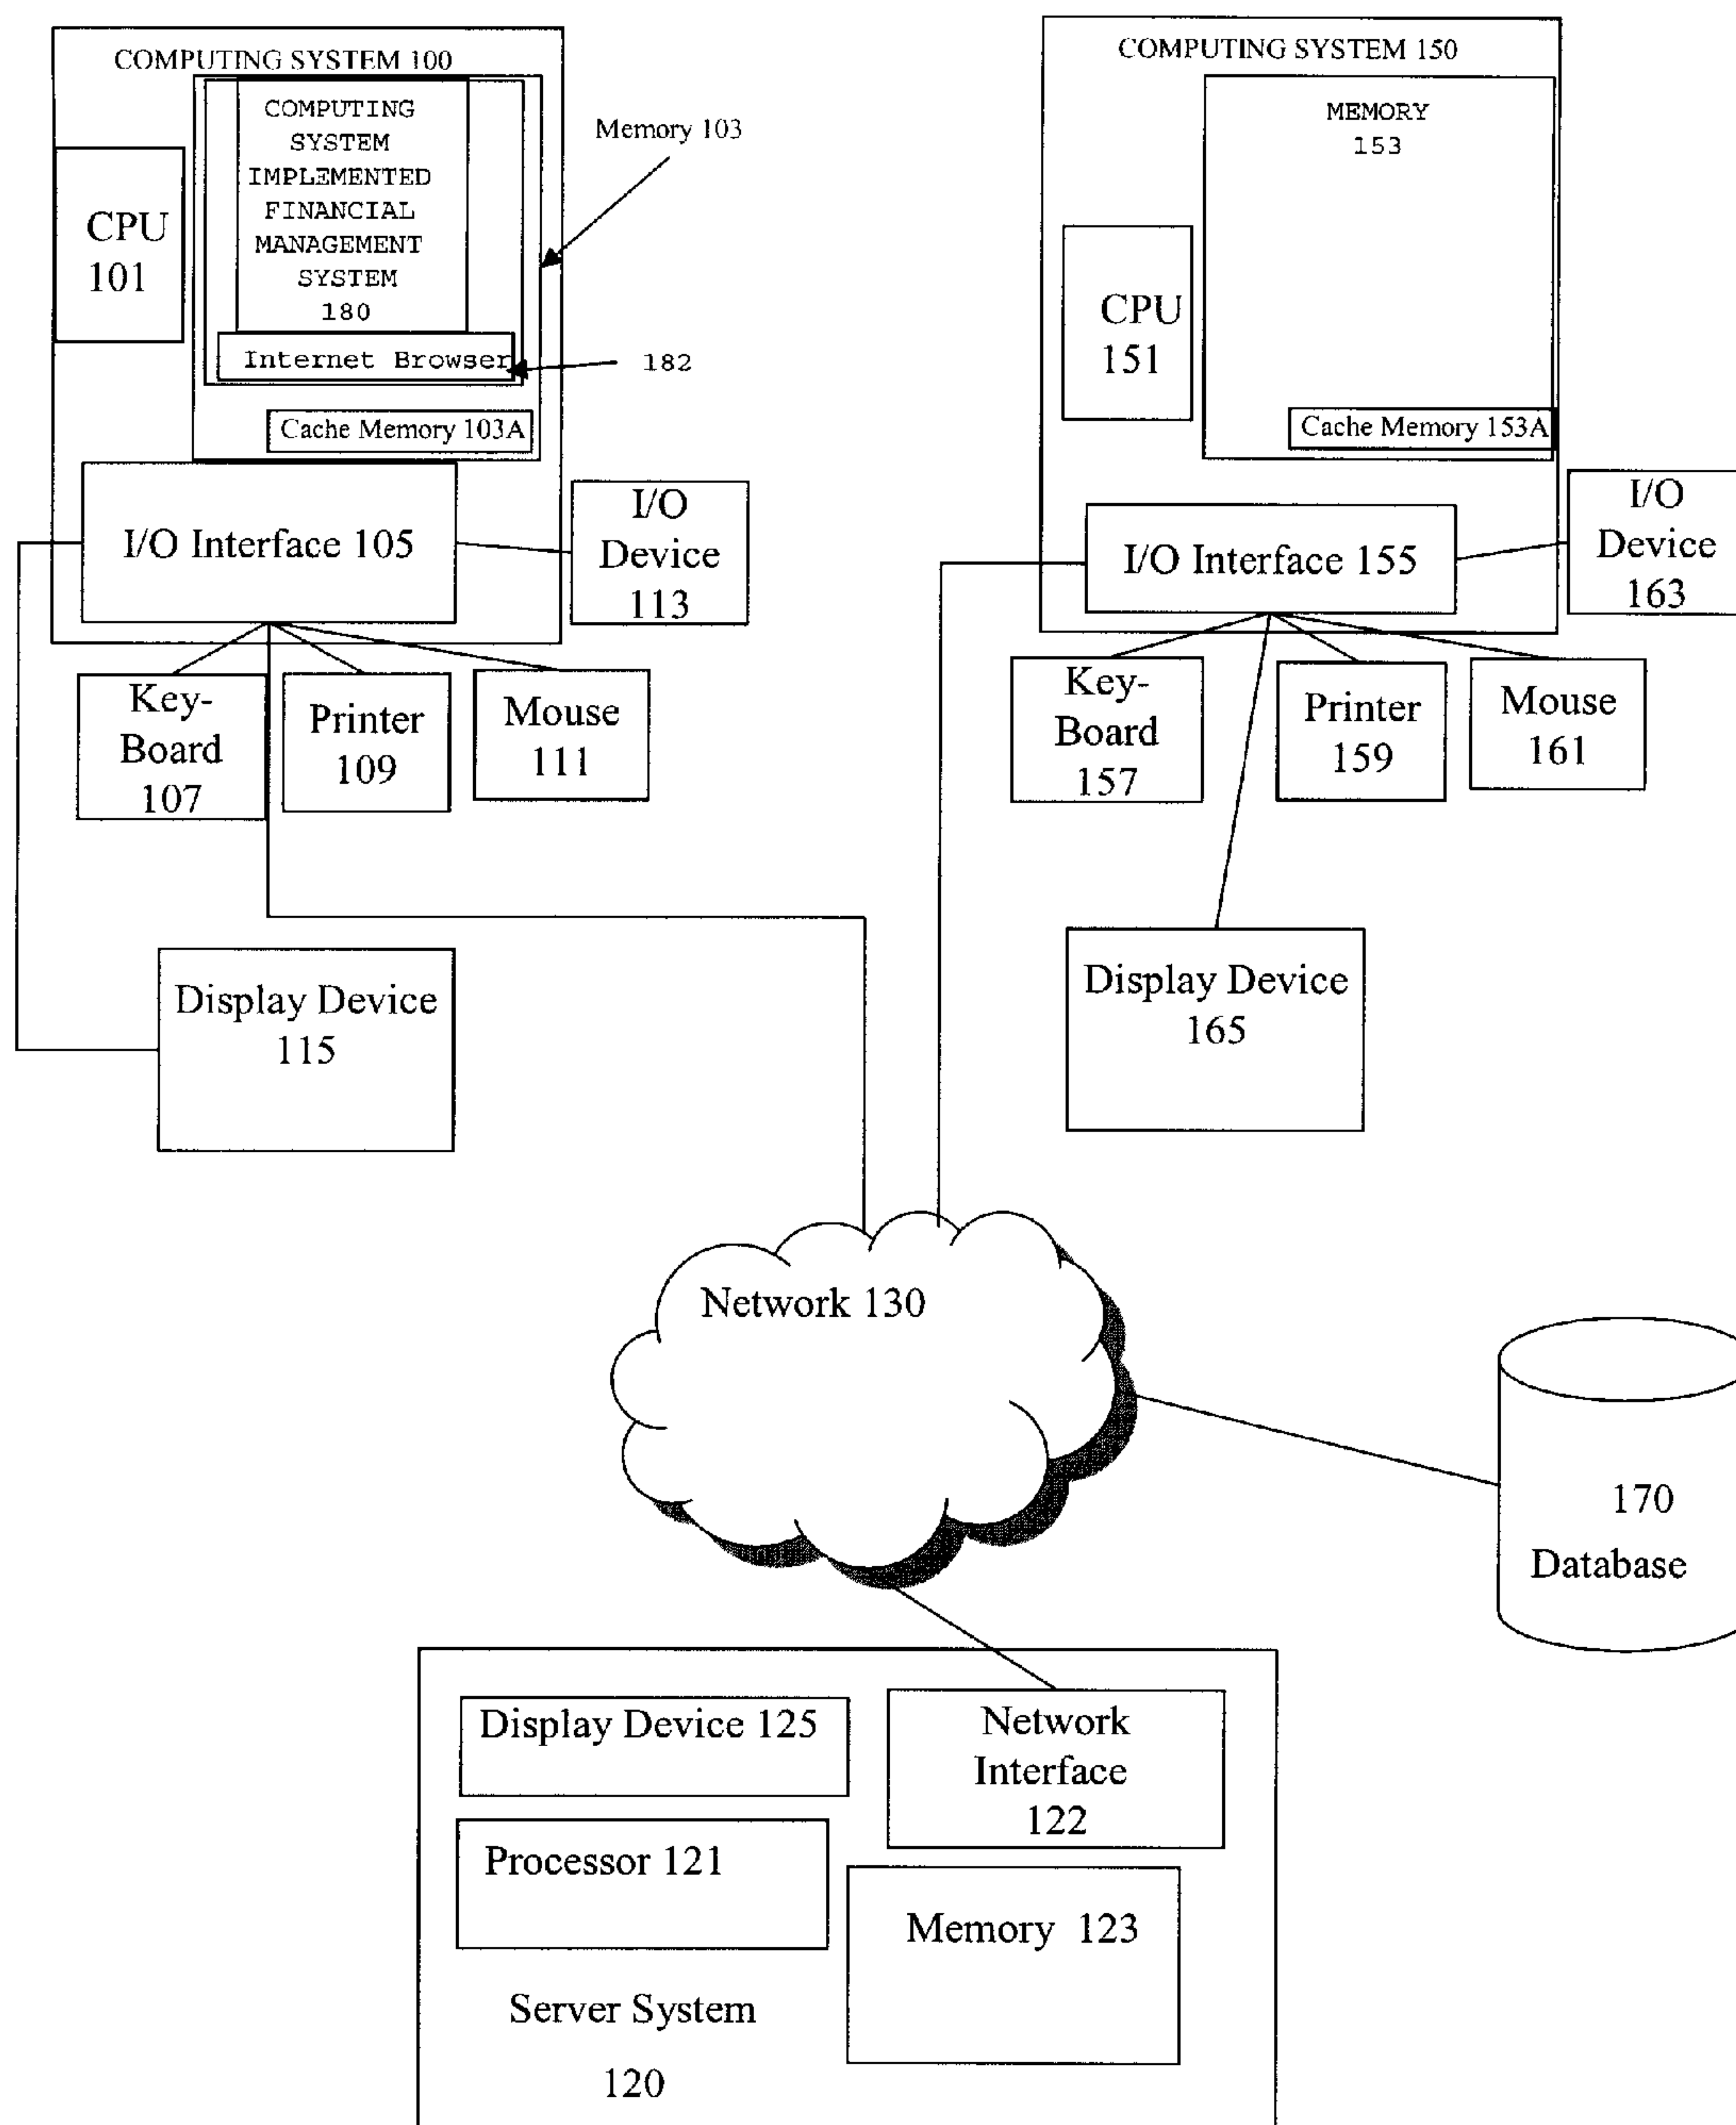 COMPUTING SYSTEM 100
COMPUTING
SYSTEM
IMPLEMENTED
FINANCIAL
MANAGEMENT
SYSTEM
180
Internet Browser
182
Memory 103
CPU
101
Cache Memory 103A
I/O Interface 105
I/O
Device
113
Key-
Board
107
Printer
109
Mouse
111
Display Device
115
COMPUTING SYSTEM 150
MEMORY
153
CPU
151
Cache Memory 153A
I/O Interface 155
I/O
Device
163
Key-
Board
157
Printer
159
Mouse
161
Display Device
165
Network 130
170
Database
Display Device 125
Network
Interface
122
Processor 121
Memory 123
Server System
120